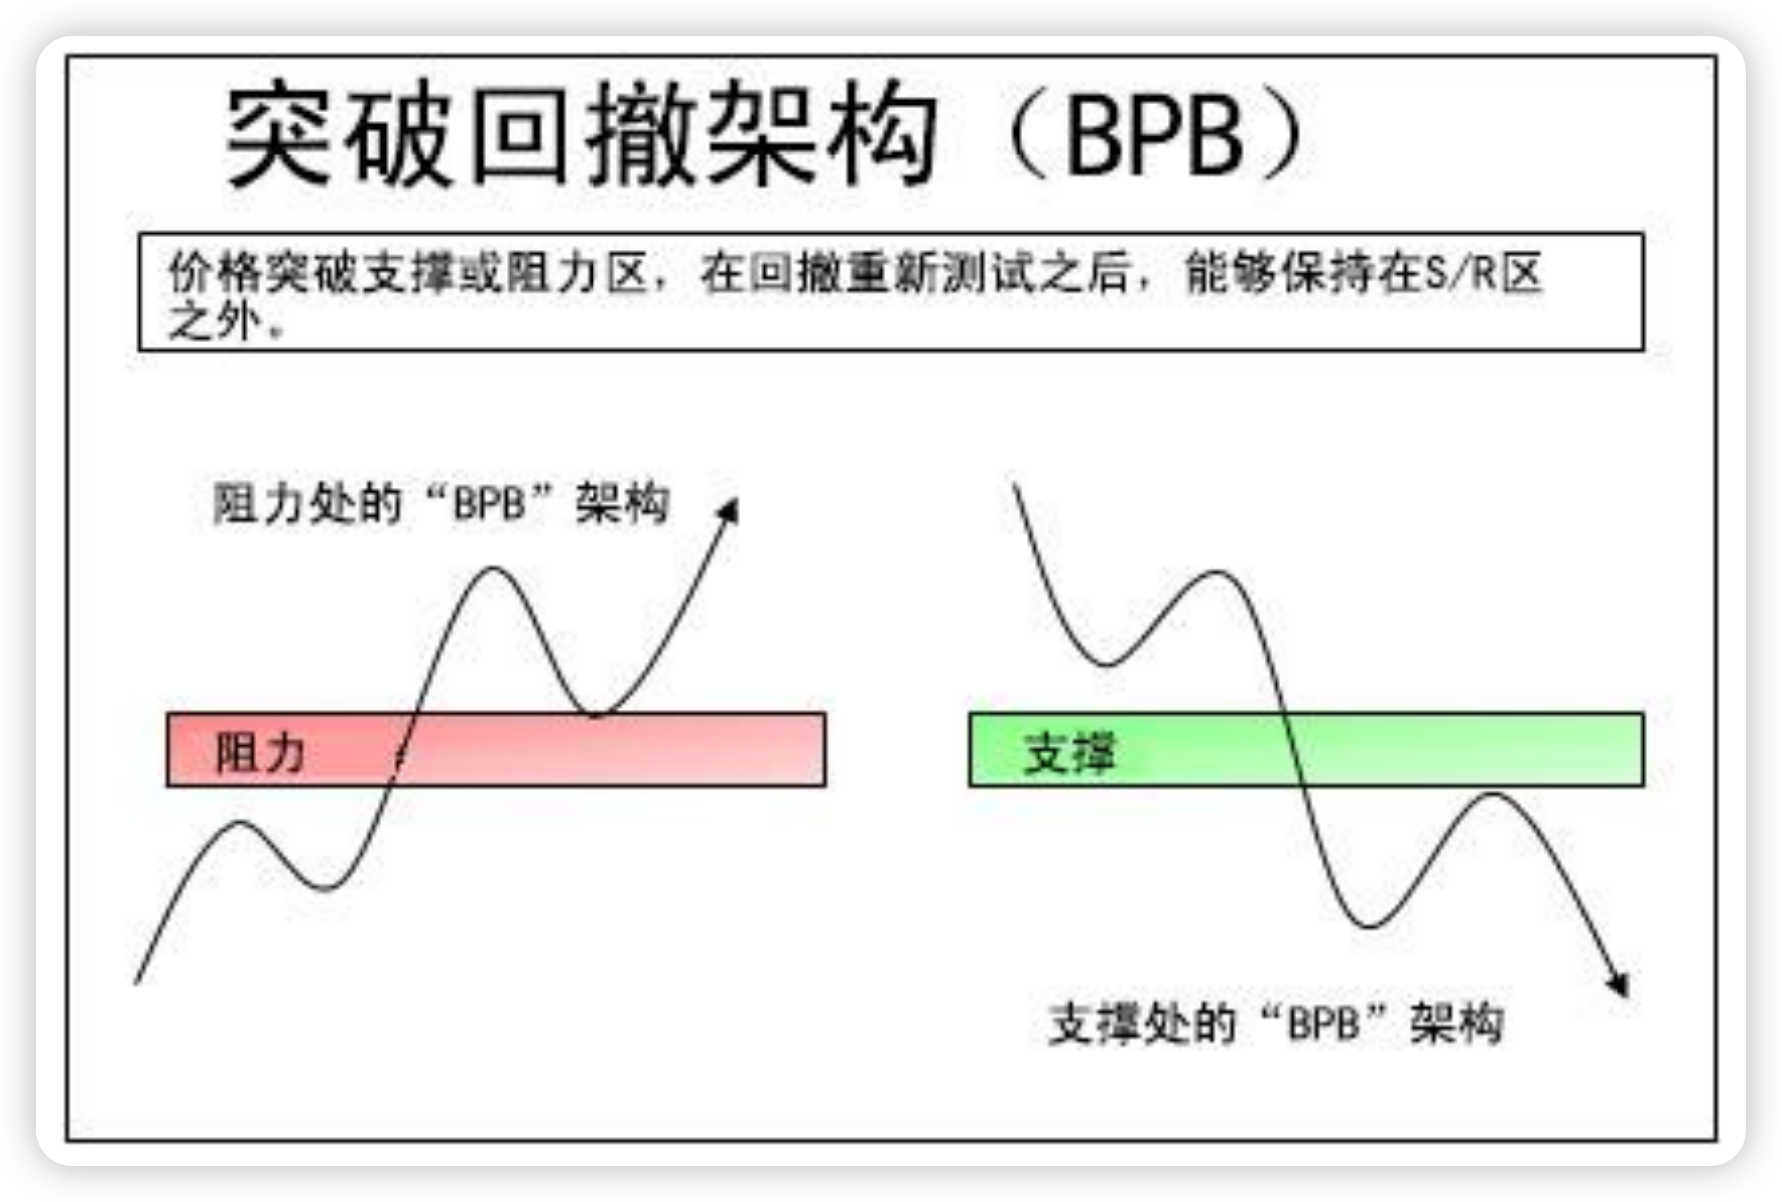 突破回撤架构（BPB）
价格突破支撑或阻力区，在回撤重新测试之后，能够保持在S/R区
之外。
阻力处的“BPB”架构
阻力
支撑
支撑处的“BPB”架构